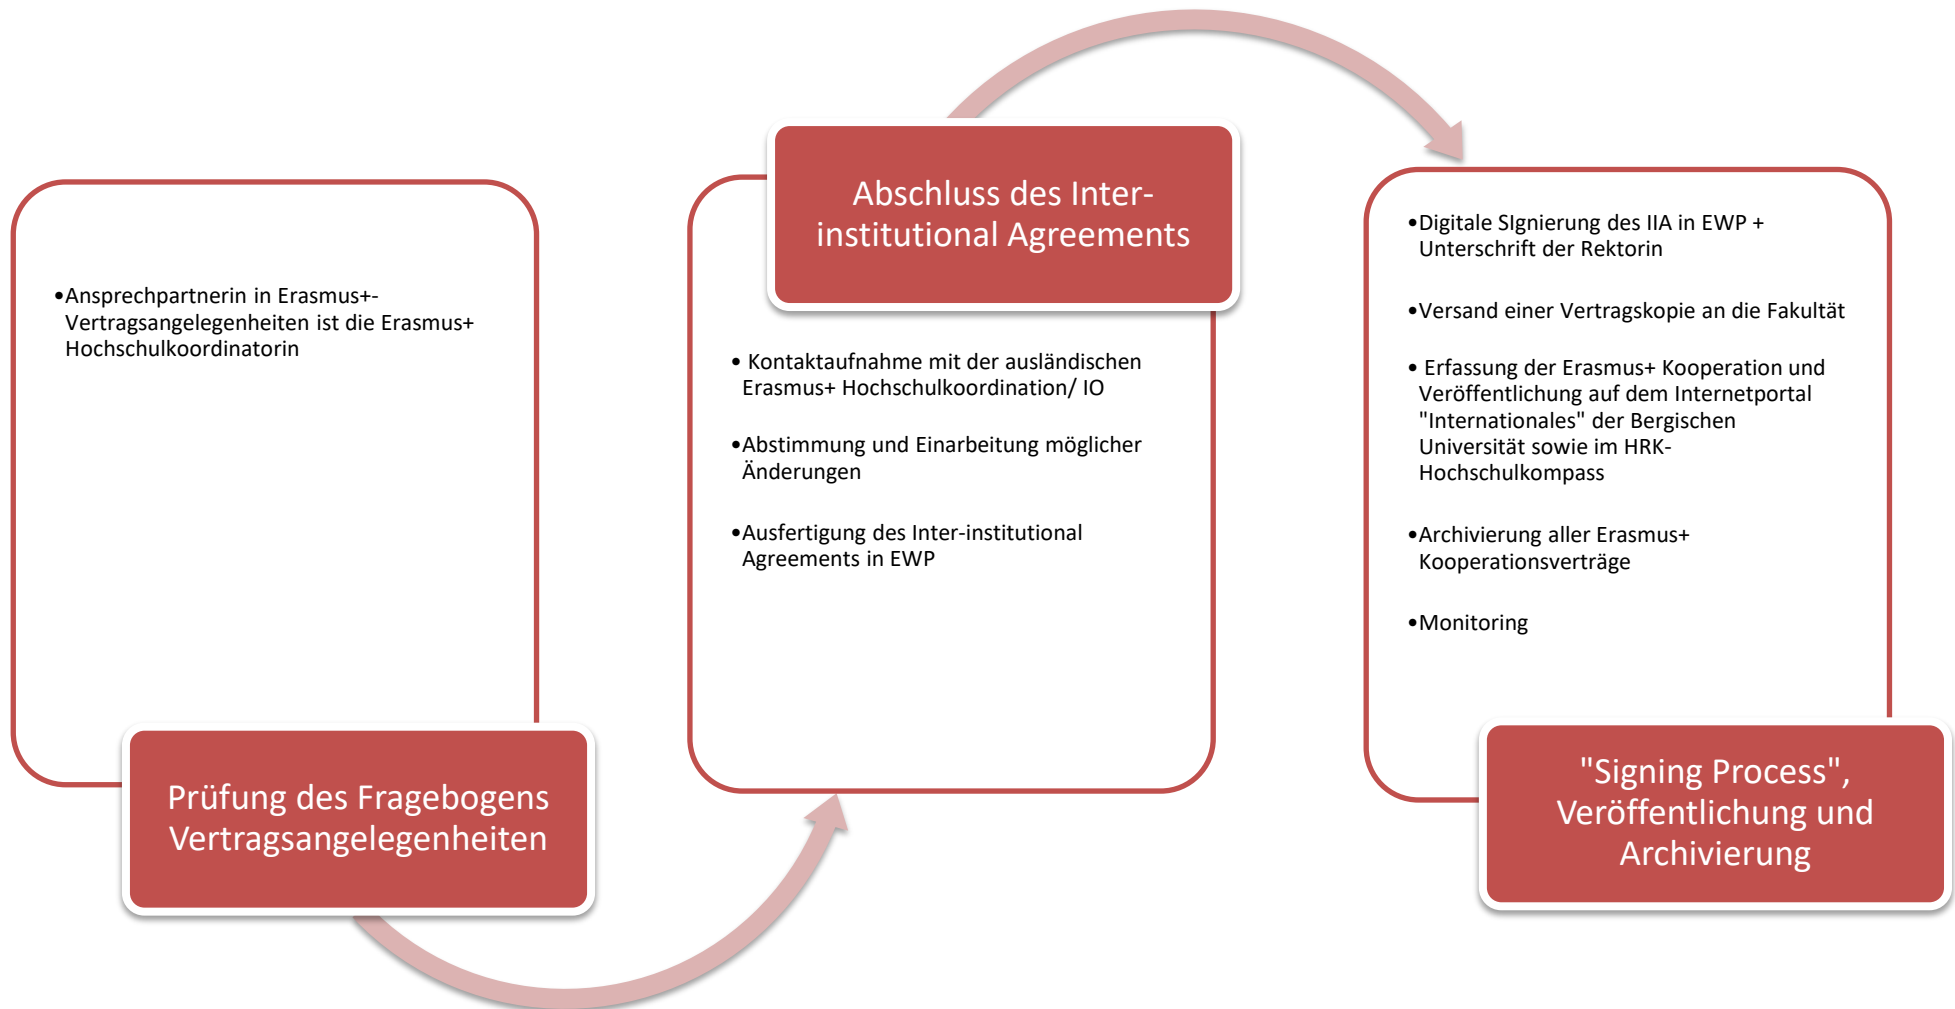 •Ansprechpartnerin in Erasmus+-
Vertragsangelegenheiten ist die Erasmus+
Hochschulkoordinatorin
Prüfung des Fragebogens
Vertragsangelegenheiten
Abschluss des Inter-
institutional Agreements
• Kontaktaufnahme mit der ausländischen
Erasmus+ Hochschulkoordination/ IO
•Abstimmung und Einarbeitung möglicher
Änderungen
•Ausfertigung des Inter-institutional
Agreements in EWP
•Digitale SIgnierung des IIA in EWP +
Unterschrift der Rektorin
•Versand einer Vertragskopie an die Fakultät
• Erfassung der Erasmus+ Kooperation und
Veröffentlichung auf dem Internetportal
"Internationales" der Bergischen
Universität sowie im HRK-
Hochschulkompass
•Archivierung aller Erasmus+
Kooperationsverträge
•Monitoring
"Signing Process",
Veröffentlichung und
Archivierung